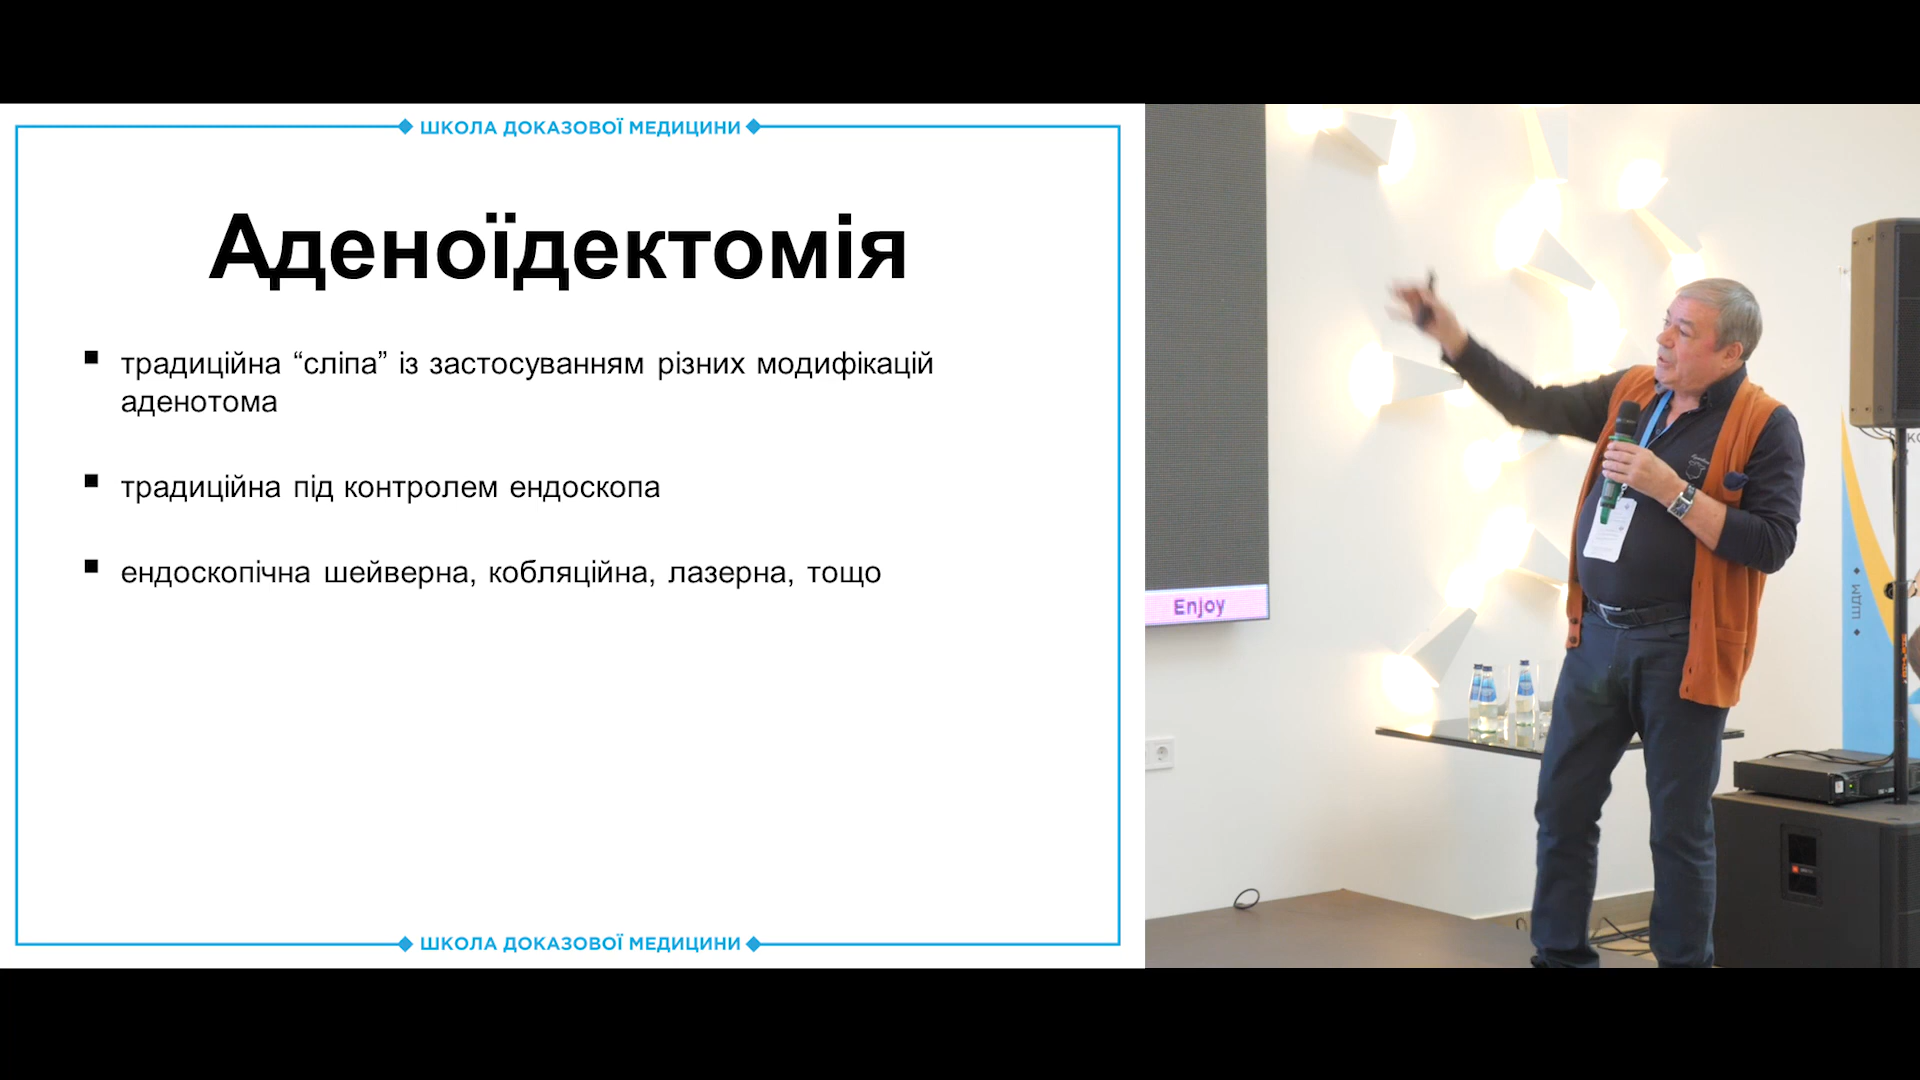 ШКОЛА ДОКАЗОВОЇ МЕДИЦИНИ
Аденоїдектомія
▪ традиційна “сліпа” із застосуванням різних модифікацій
аденотома
▪ традиційна під контролем ендоскопа
▪ ендоскопічна шейверна, кобляційна, лазерна, тощо
ШКОЛА ДОКАЗОВОЇ МЕДИЦИНИ
Enjoy
ШДМ